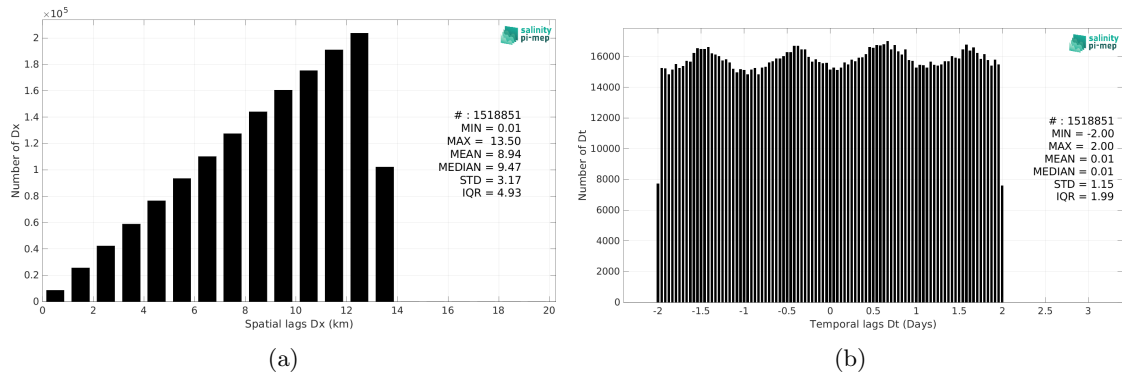 ×10^5
2
1.8
1.6
1.4
1.2
1
0.8
0.6
0.4
0.2
0
Number of Dx
0 2 4 6 8 10 12 14 16 18 20
Spatial lags Dx (km)
salinity
pi-mep
# : 1518851
MIN = 0.01
MAX = 13.50
MEAN = 8.94
MEDIAN = 9.47
STD = 3.17
IQR = 4.93
(a)
16000
14000
12000
10000
8000
6000
4000
2000
0
Number of Dt
-2 -1.5 -1 -0.5 0 0.5 1 1.5 2 2.5 3
Temporal lags Dt (Days)
salinity
pi-mep
# : 1518851
MIN = -2.00
MAX = 2.00
MEAN = 0.01
MEDIAN = 0.01
STD = 1.15
IQR = 1.99
(b)